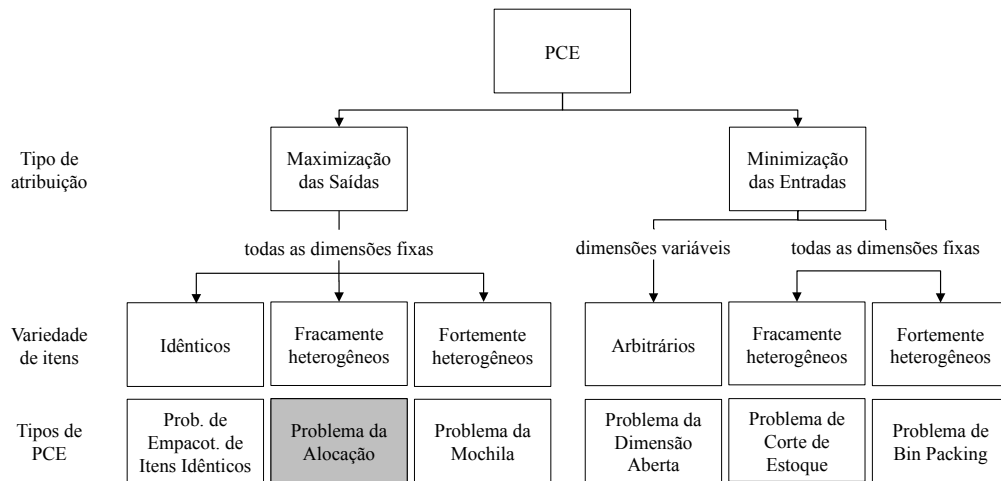 PCE
Tipo de
atribuição
Maximização
das Saídas
Minimização
das Entradas
todas as dimensões fixas
dimensões variáveis
todas as dimensões fixas
Variedade
de itens
Idênticos
Fracamente
heterogêneos
Fortemente
heterogêneos
Arbitrários
Fracamente
heterogêneos
Fortemente
heterogêneos
Tipos de
PCE
Prob. de
Empacot. de
Itens Idênticos
Problema da
Alocação
Problema da
Mochila
Problema da
Dimensão
Aberta
Problema de
Corte de
Estoque
Problema de
Bin Packing